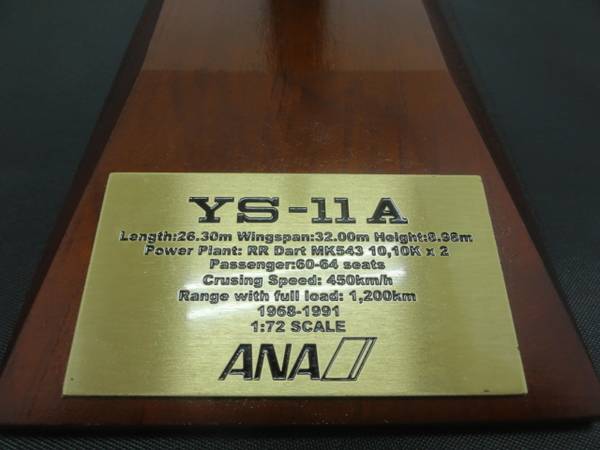 YS-11A
Length:26.30m Wingspan:32.00m Height:8.98m
Power Plant: RR Dart MK543 10,10K x 2
Passenger:60-64 seats
Crusing Speed: 450km/h
Range with full load: 1,200km
1968-1991
1:72 SCALE
ANA